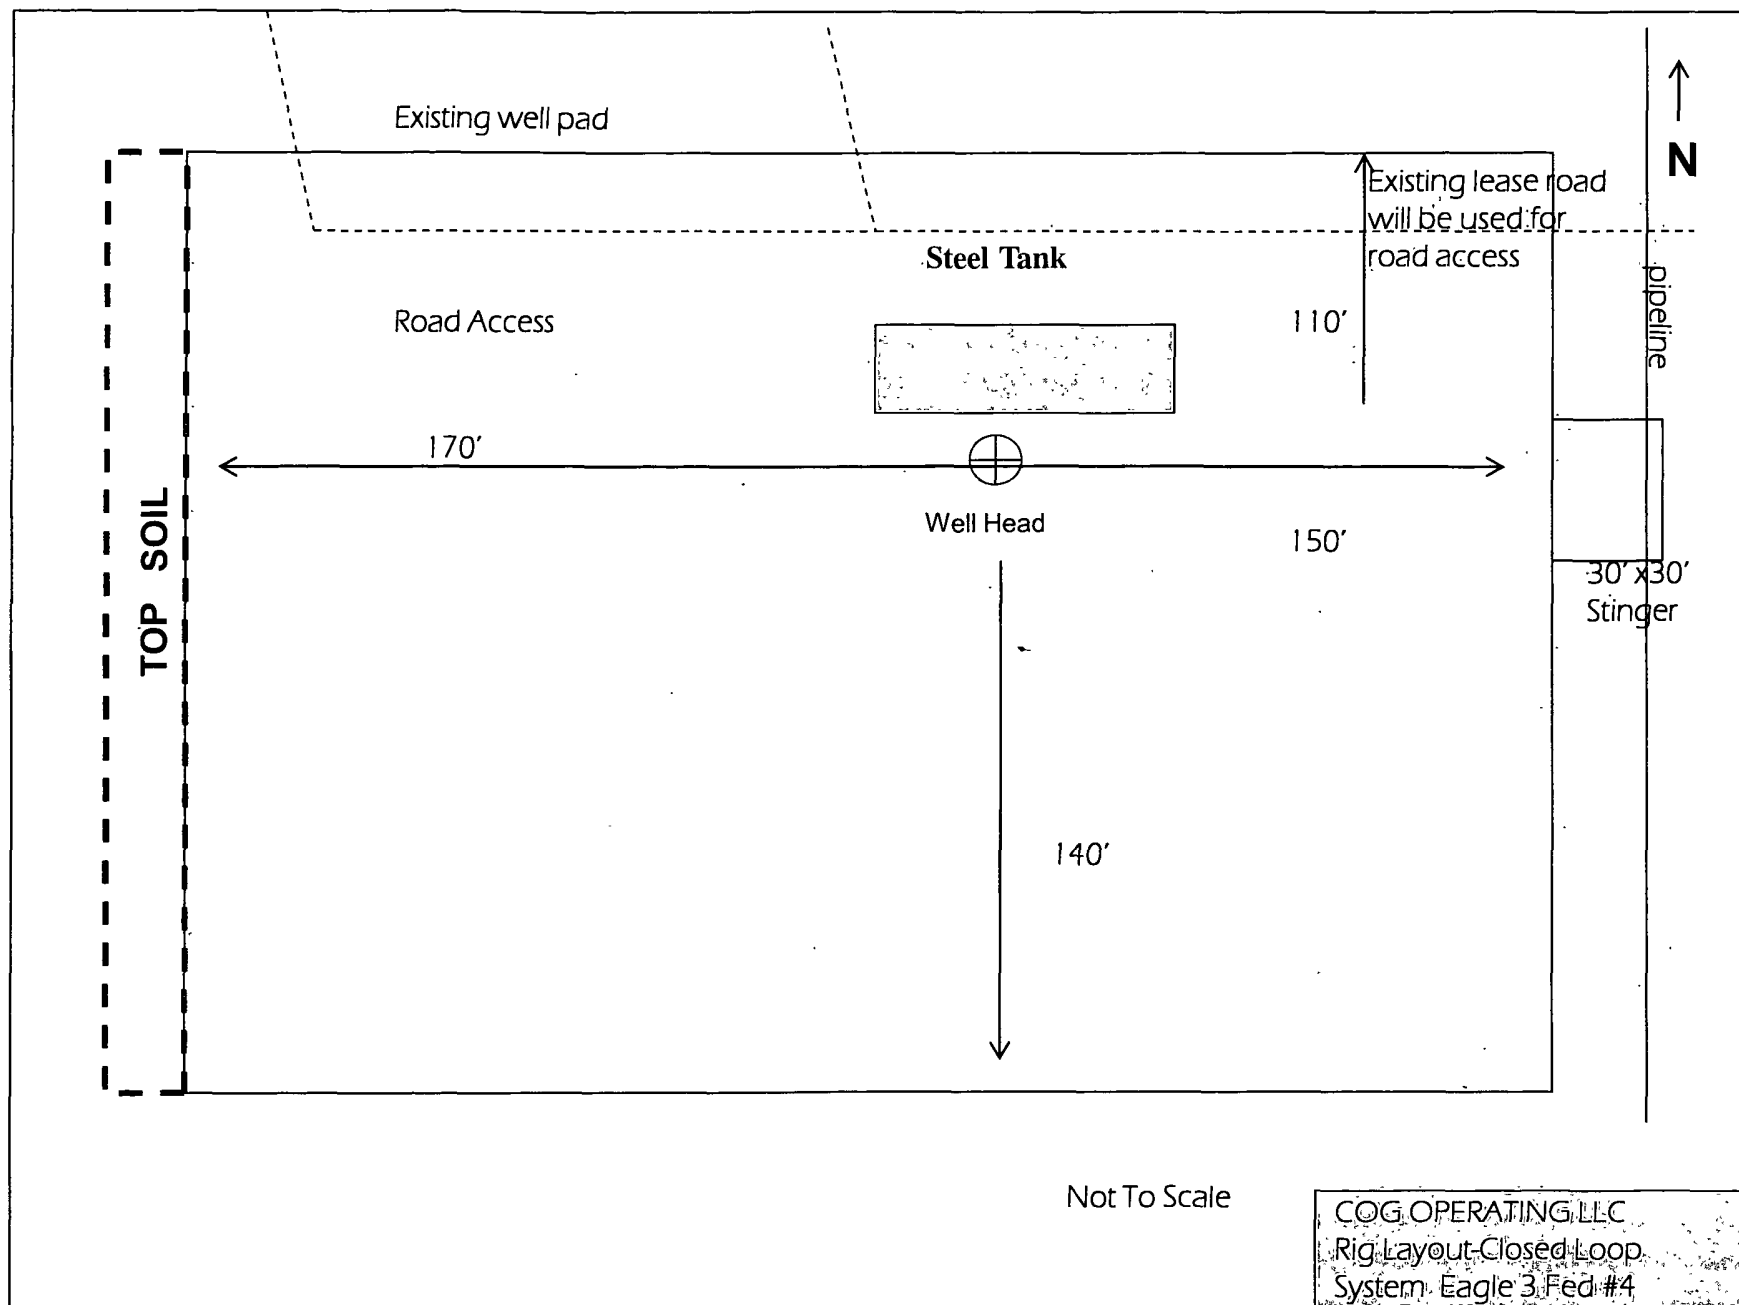 Existing well pad
N
Existing lease road
will be used for
road access
Steel Tank
pipeline
Road Access
110'
170'
Well Head
150'
TOP SOIL
30' x30'
Stinger
140'
Not To Scale
COG OPERATING LLC
Rig Layout-Closed Loop
System Eagle 3 Fed #4